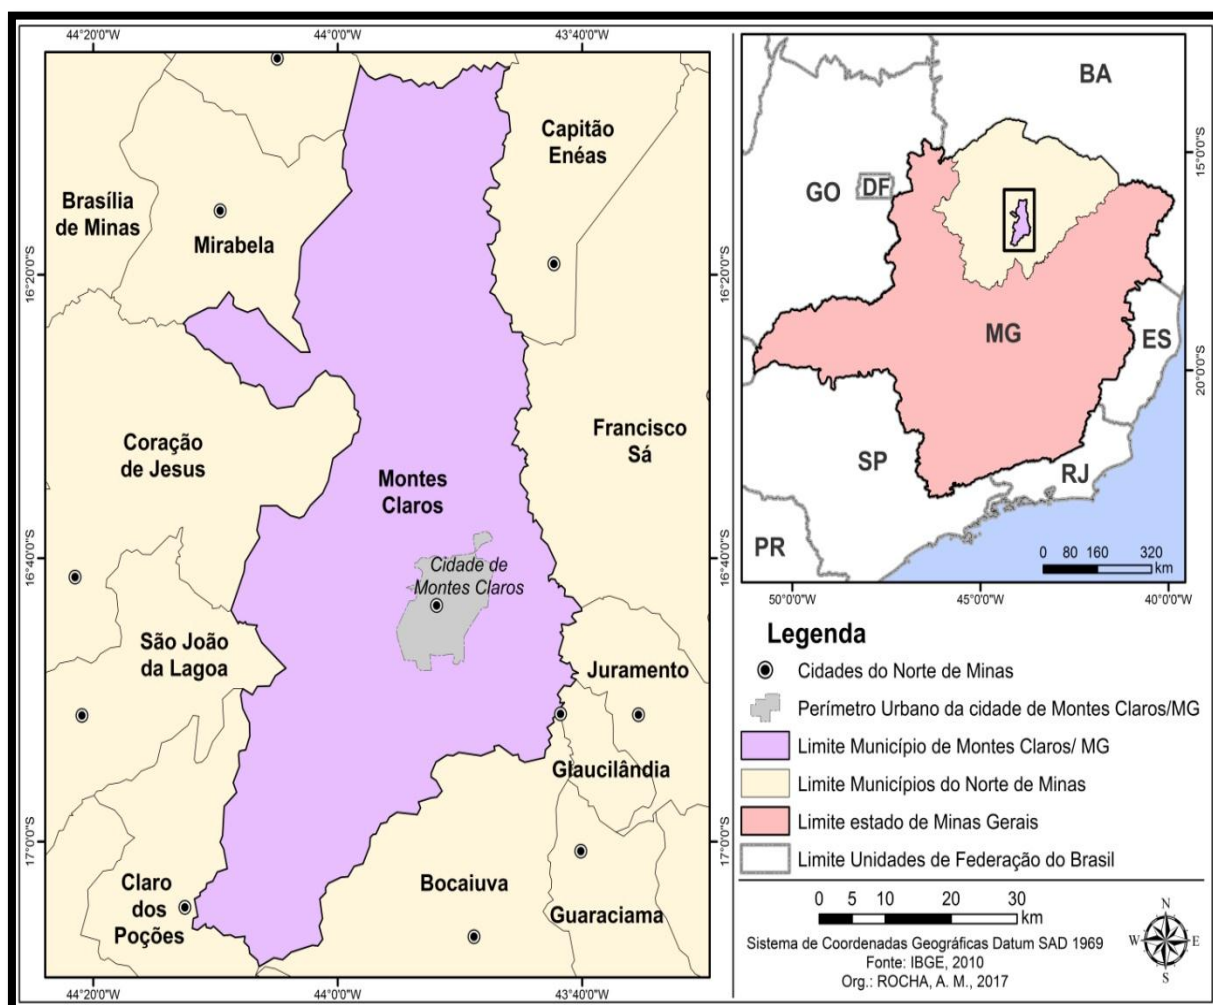 44°20'0"W
44°0'0"W
43°40'0"W
Capitão
Enéas
Brasília
de Minas
Mirabela
16°20'0"S
16°20'0"S
Coração
de Jesus
Francisco
Sá
Montes
Claros
16°40'0"S
16°40'0"S
Cidade de
Montes Claros
São João
da Lagoa
Juramento
Glaucilândia
17°0'0"S
17°0'0"S
Claro
dos
Poções
Bocaiuva
Guaraciama
44°20'0"W
44°0'0"W
43°40'0"W
BA
GO
DF
MG
ES
SP
RJ
PR
15°0'0"S
20°0'0"S
0 80 160 320
km
50°0'0"W
45°0'0"W
40°0'0"W
Legenda
Cidades do Norte de Minas
Perímetro Urbano da cidade de Montes Claros/MG
Limite Município de Montes Claros/ MG
Limite Municípios do Norte de Minas
Limite estado de Minas Gerais
Limite Unidades de Federação do Brasil
0 5 10 20 30
km
Sistema de Coordenadas Geográficas Datum SAD 1969
Fonte: IBGE, 2010
Org.: ROCHA, A. M., 2017
N
W
E
S